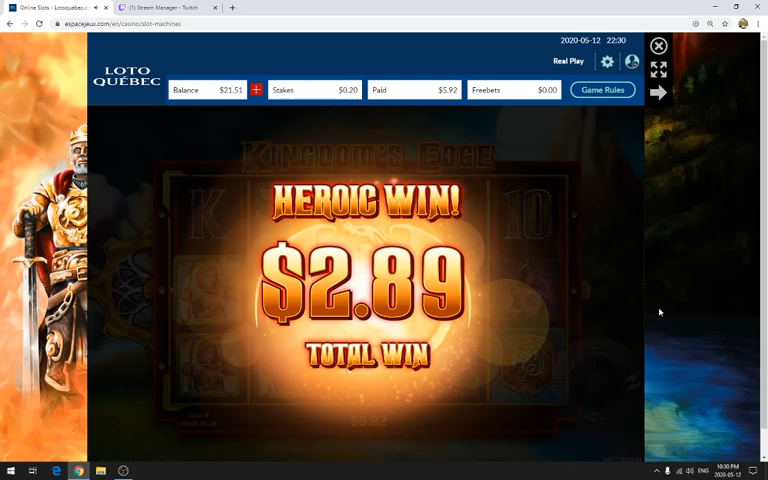 Online Slots - Lotoquebec.c
(1) Stream Manager - Twitch
espacejeux.com/en/casino/slot-machines
2020-05-12 22:30
Real Play
LOTO
QUÉBEC
Balance $21.51
Stakes $0.20
Paid $5.92
Freebets $0.00
Game Rules
KINGDOM'S EDGE
K
10
HEROIC WIN!
$2.89
TOTAL WIN
$5.92
ENG
10:30 PM
2020-05-12